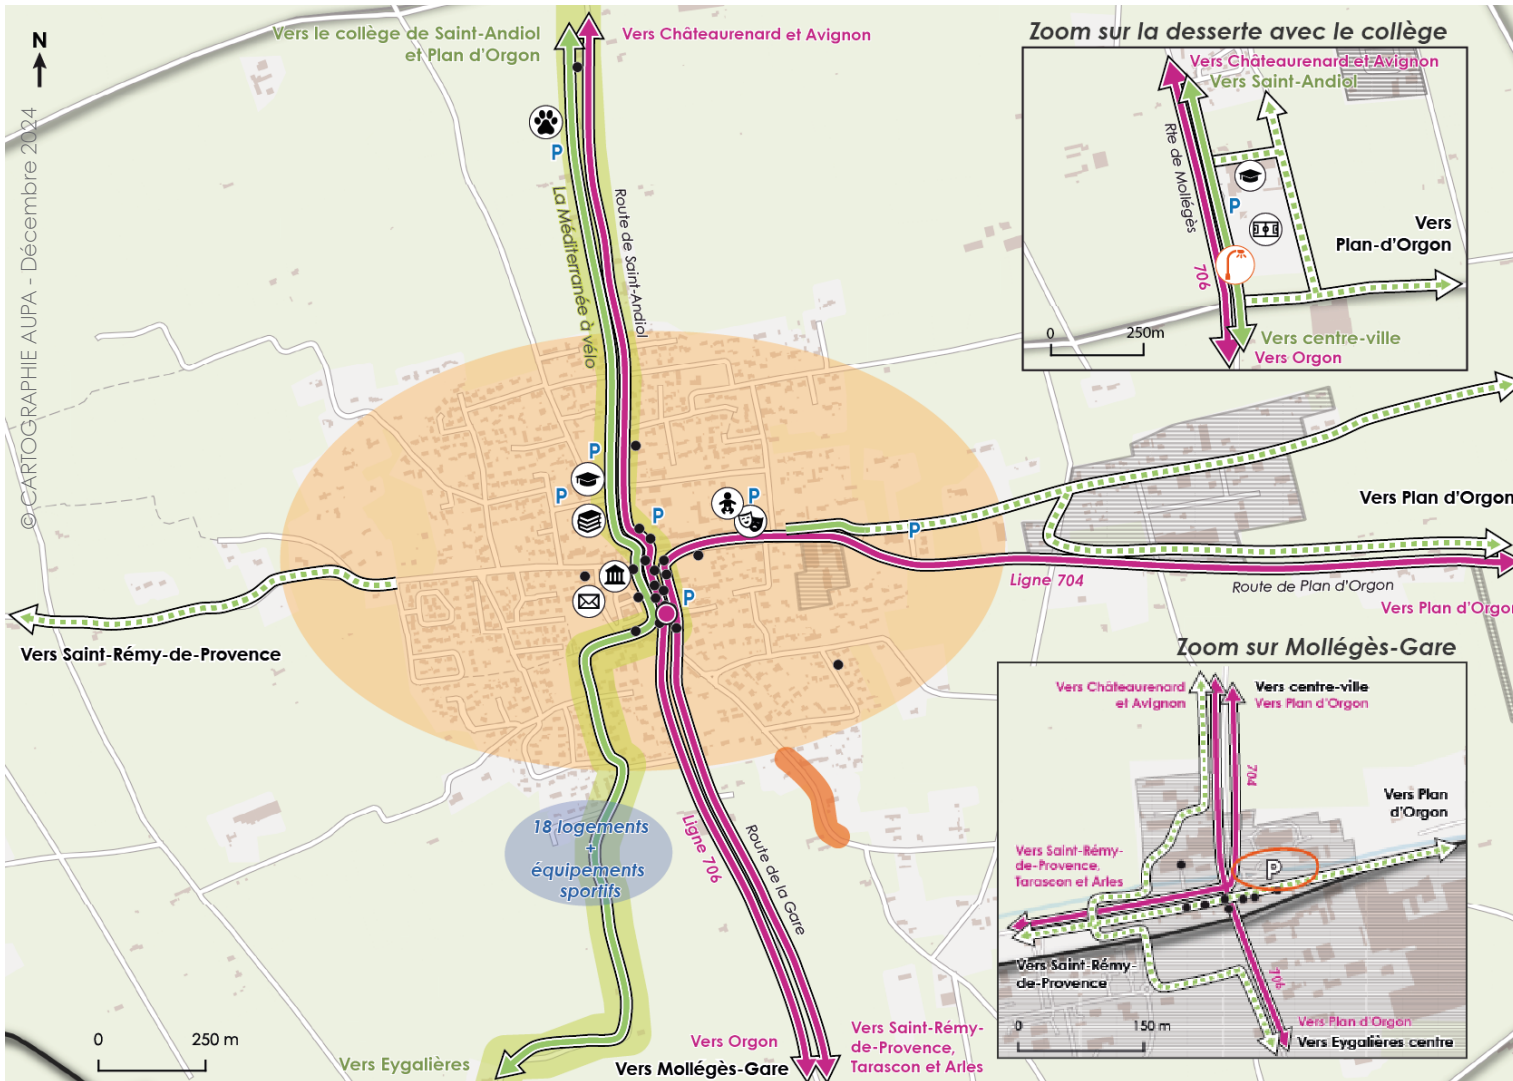 N
© CARTOGRAPHIE AUPA - Décembre 2024
Vers le collège de Saint-Andiol
et Plan d'Orgon
Vers Châteaurenard et Avignon
P
La Méditerranée à vélo
Route de Saint-Andiol
P
P
P
P
P
P
Vers Saint-Rémy-de-Provence
Vers Plan d'Orgon
Ligne 704
Route de Plan d'Orgon
Vers Plan d'Orgon
18 logements
+
équipements
sportifs
Ligne 706
Route de la Gare
0
250 m
Vers Eygalières
Vers Orgon
Vers Mollégès-Gare
Vers Saint-Rémy-
de-Provence,
Tarascon et Arles
Zoom sur la desserte avec le collège
Vers Châteaurenard et Avignon
Vers Saint-Andiol
Rte de Mollégès
P
Vers
Plan-d'Orgon
706
0
250m
Vers centre-ville
Vers Orgon
Zoom sur Mollégès-Gare
Vers Châteaurenard
et Avignon
Vers centre-ville
Vers Plan d'Orgon
704
Vers Plan
d'Orgon
Vers Saint-Rémy-
de-Provence,
Tarascon et Arles
P
Vers Saint-Rémy-
de-Provence
706
0
150 m
Vers Plan d'Orgon
Vers Eygalières centre